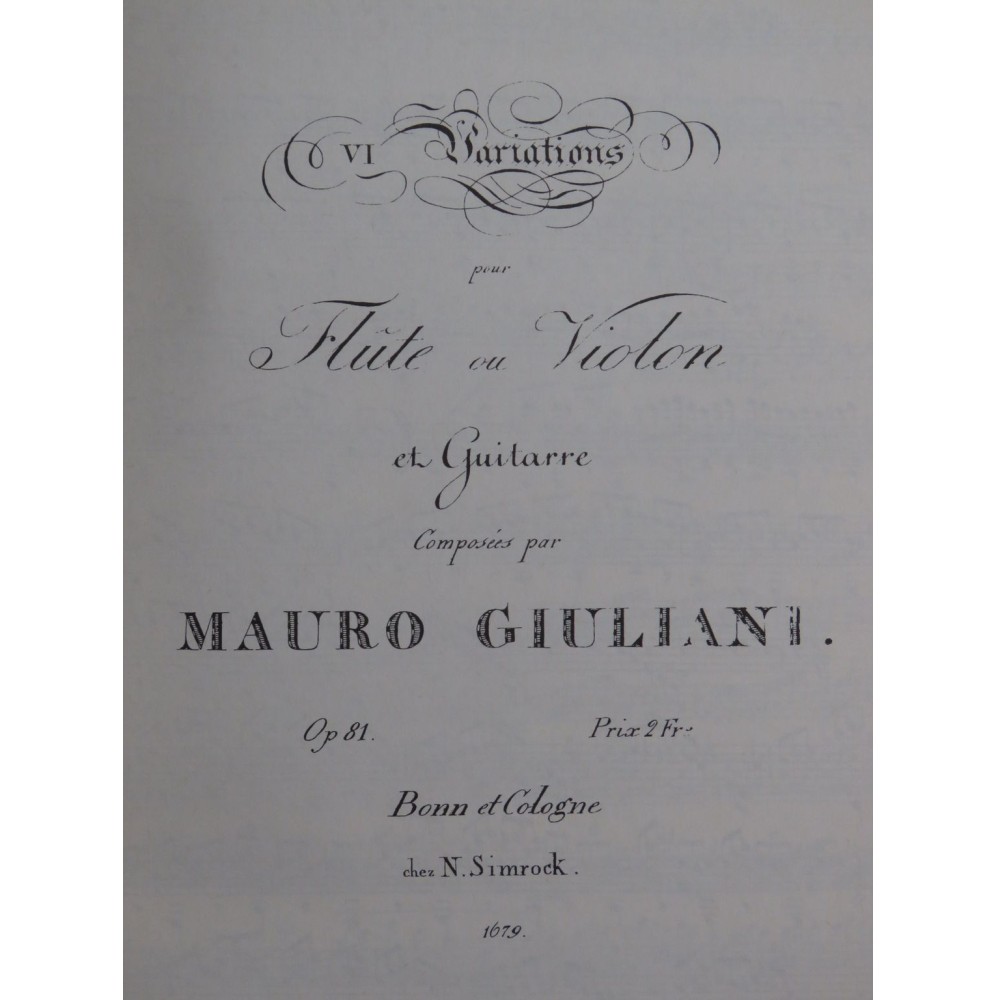 VI Variations
pour
Flûte ou Violon
et Guitarre
Composées par
MAURO GIULIANI.
Op 81. Prix 2 Frs
Bonn et Cologne
chez N. Simrock.
1679.